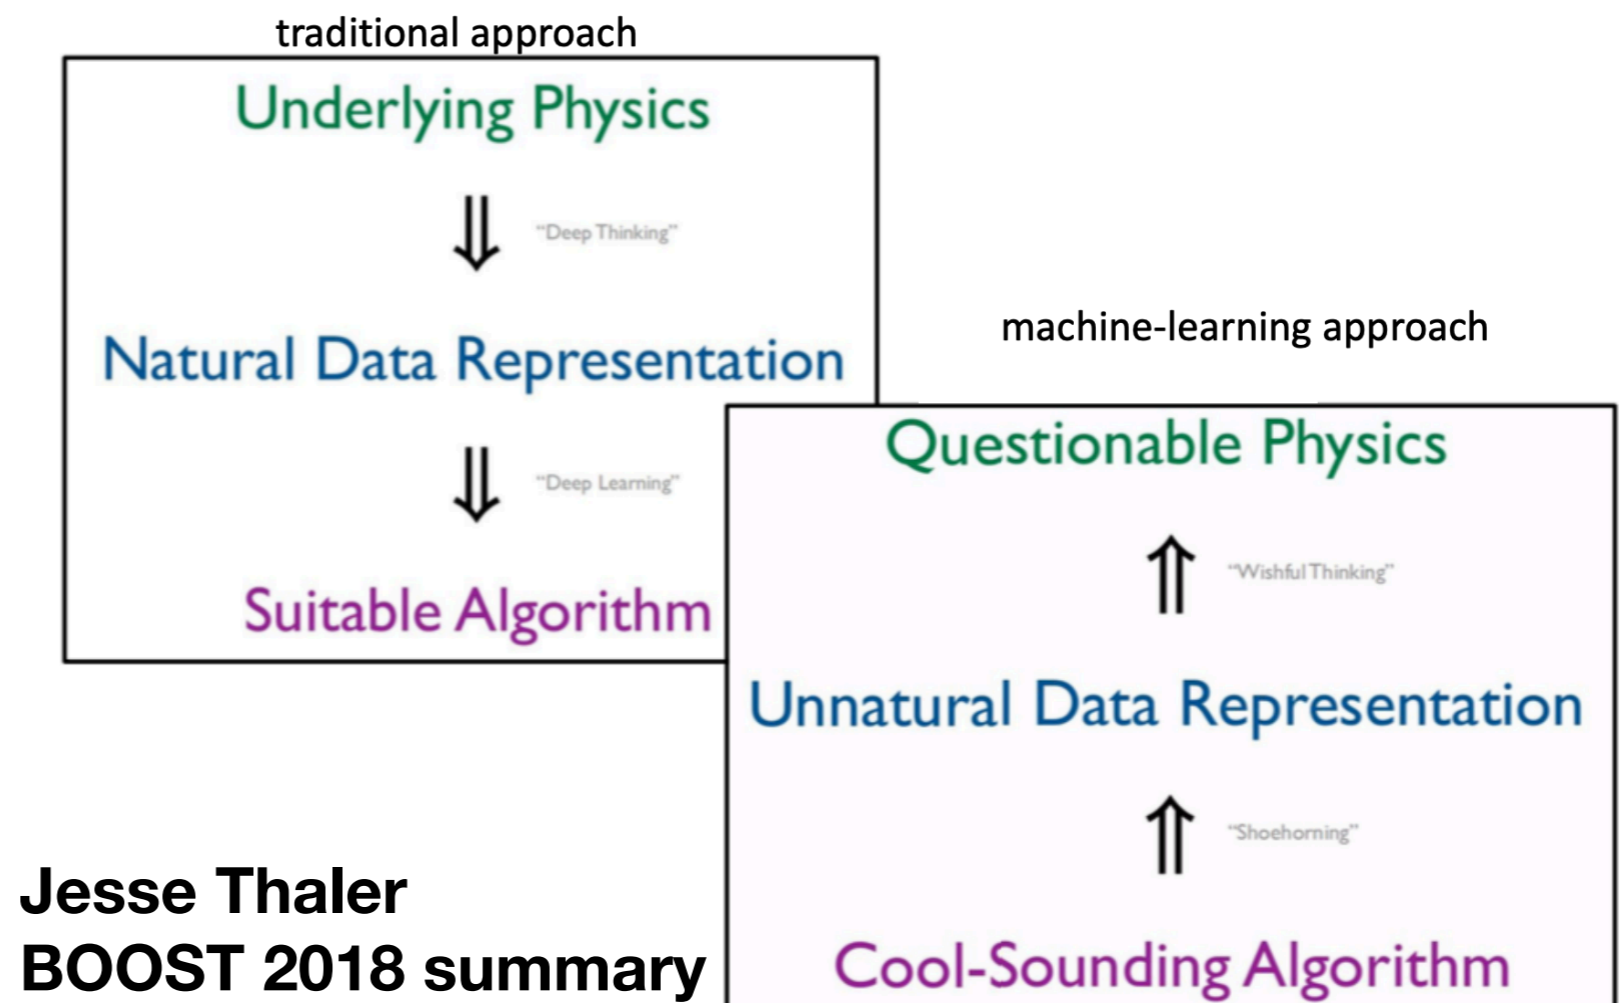 traditional approach
Underlying Physics
“Deep Thinking”
Natural Data Representation
“Deep Learning”
Suitable Algorithm
machine-learning approach
Questionable Physics
“Wishful Thinking”
Unnatural Data Representation
“Shoehorning”
Cool-Sounding Algorithm
Jesse Thaler
BOOST 2018 summary